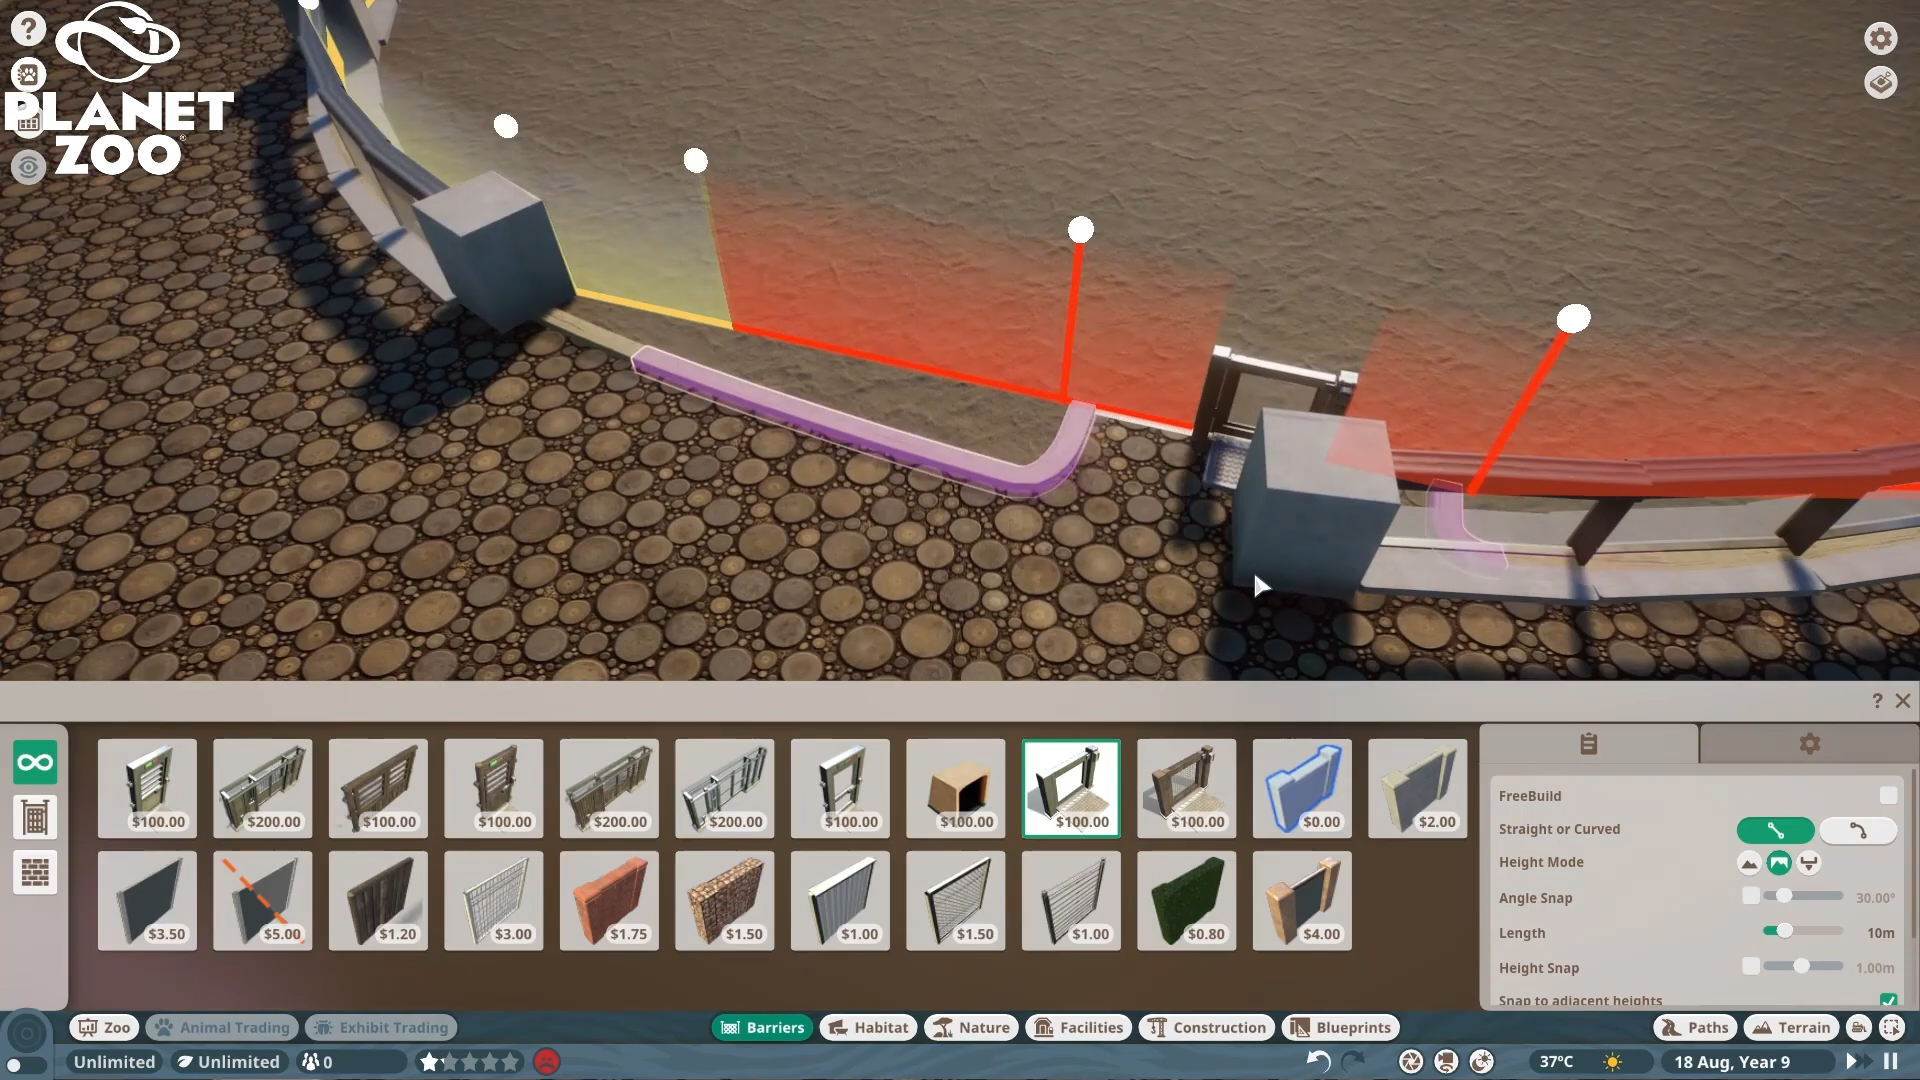 PLANET
ZOO
?
? ×
$100.00 $200.00 $100.00 $100.00 $200.00 $200.00 $100.00 $100.00 $100.00 $100.00 $0.00 $2.00
$3.50 $5.00 $1.20 $3.00 $1.75 $1.50 $1.00 $1.50 $1.00 $0.80 $4.00
FreeBuild
Straight or Curved
Height Mode
Angle Snap 30.00°
Length 10m
Height Snap 1.00m
Snap to adjacent heights
Zoo Animal Trading Exhibit Trading Barriers Habitat Nature Facilities Construction Blueprints Paths Terrain
Unlimited Unlimited 0 37°C 18 Aug, Year 9